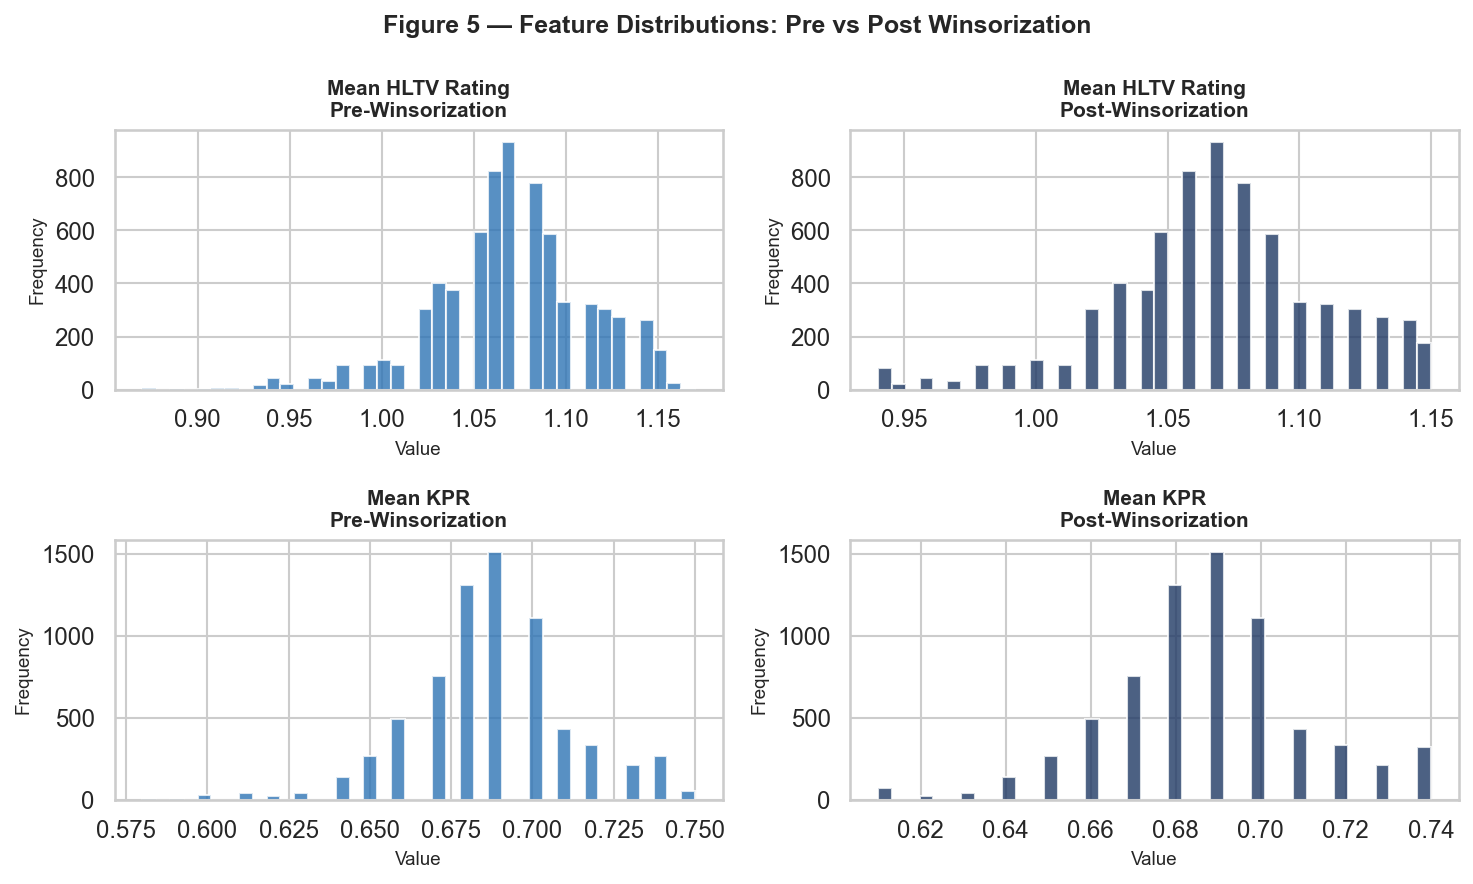 Figure 5 — Feature Distributions: Pre vs Post Winsorization
Mean HLTV Rating
Pre-Winsorization
Frequency
800
600
400
200
0
0.90 0.95 1.00 1.05 1.10 1.15
Value
Mean HLTV Rating
Post-Winsorization
Frequency
800
600
400
200
0
0.95 1.00 1.05 1.10 1.15
Value
Mean KPR
Pre-Winsorization
Frequency
1500
1000
500
0
0.575 0.600 0.625 0.650 0.675 0.700 0.725 0.750
Value
Mean KPR
Post-Winsorization
Frequency
1500
1000
500
0
0.62 0.64 0.66 0.68 0.70 0.72 0.74
Value